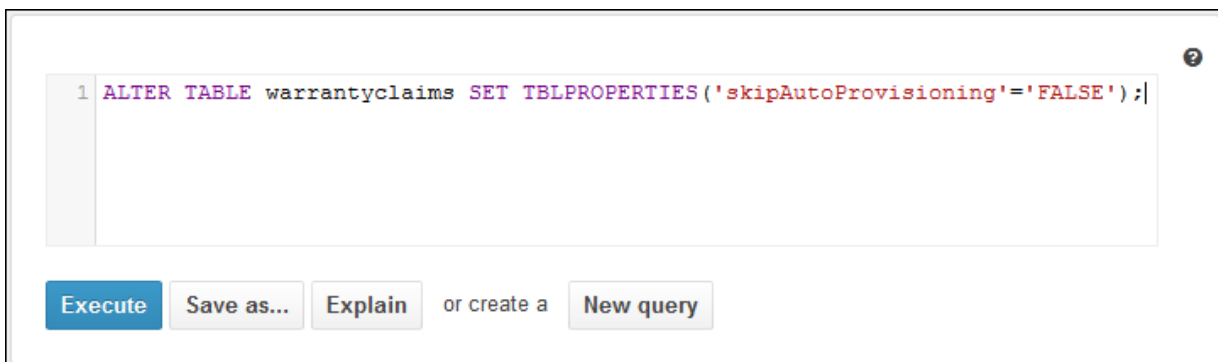 1 ALTER TABLE warrantyclaims SET TBLPROPERTIES('skipAutoProvisioning'='FALSE');
Execute Save as... Explain or create a New query